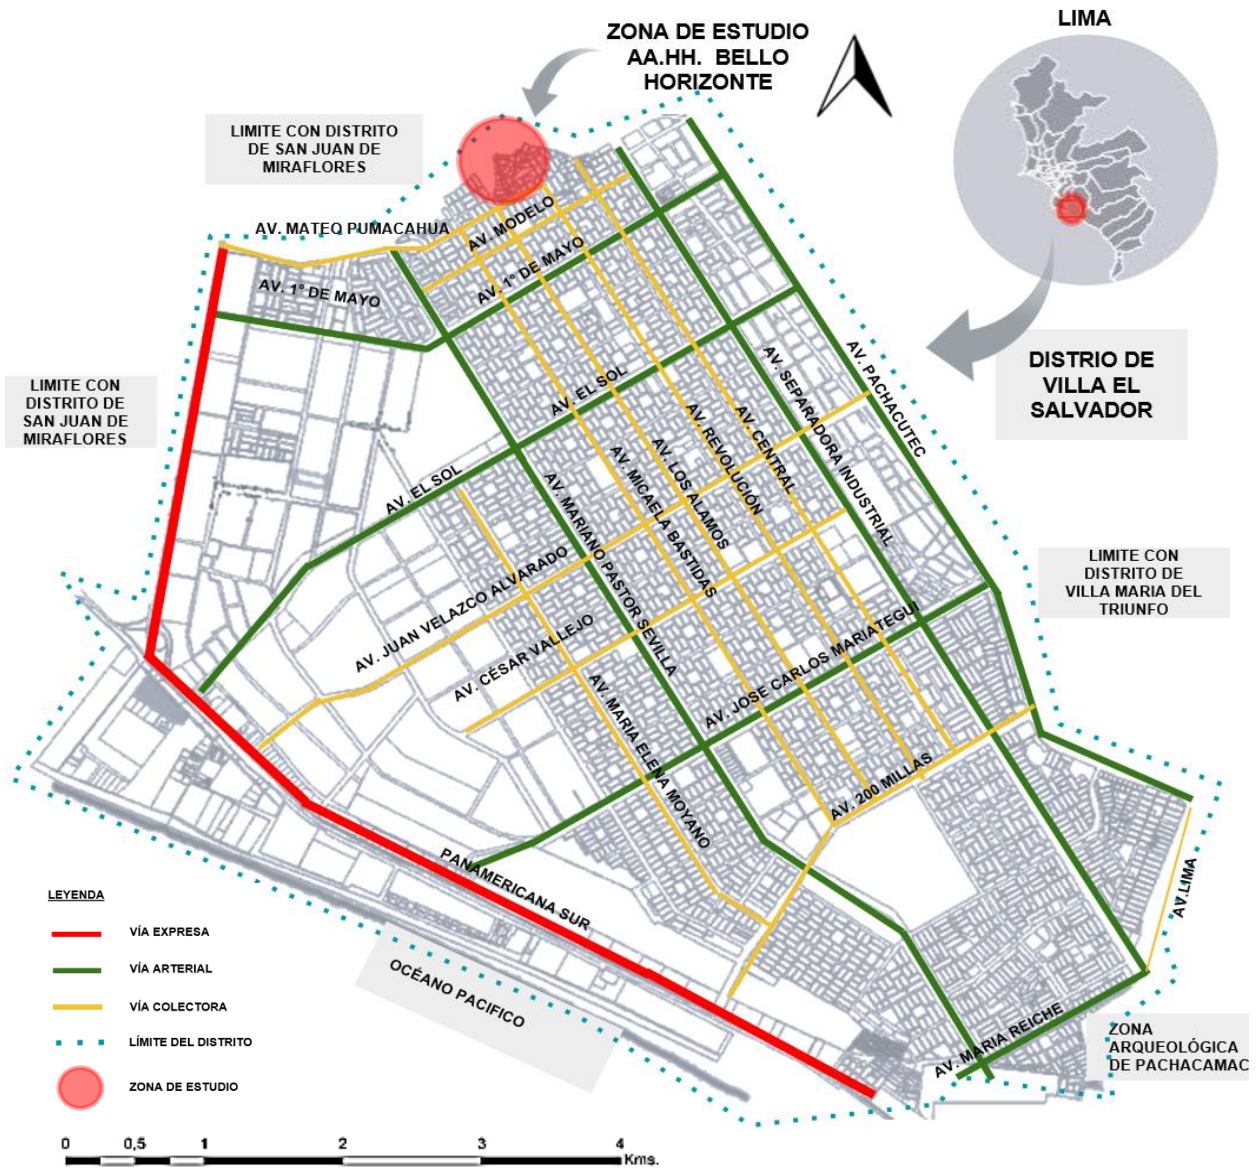 ZONA DE ESTUDIO
AA.HH. BELLO
HORIZONTE
LIMA
LIMITE CON DISTRITO
DE SAN JUAN DE
MIRAFLORES
AV. MATEO PUMACAHUA
AV. MODELO
AV. 1° DE MAYO
AV. 1° DE MAYO
LIMITE CON
DISTRITO DE
SAN JUAN DE
MIRAFLORES
DISTRIO DE
VILLA EL
SALVADOR
AV. PACHACUTEC
AV. SEPARADORA INDUSTRIAL
AV. EL SOL
AV. CENTRAL
AV. REVOLUCIÓN
AV. LOS ALAMOS
AV. MICAELA BASTIDAS
AV. EL SOL
AV. MARIANO PASTOR SEVILLA
AV. JUAN VELAZCO ALVARADO
AV. CÉSAR VALLEJO
LIMITE CON
DISTRITO DE
VILLA MARIA DEL
TRIUNFO
AV. JOSE CARLOS MARIATEGUI
AV. MARIA ELENA MOYANO
AV. 200 MILLAS
PANAMERICANA SUR
AV.LIMA
OCÉANO PACIFICO
AV. MARIA REICHE
ZONA
ARQUEOLÓGICA
DE PACHACAMAC
LEYENDA
VÍA EXPRESA
VÍA ARTERIAL
VÍA COLECTORA
LÍMITE DEL DISTRITO
ZONA DE ESTUDIO
0 0,5 1 2 3 4
Kms.